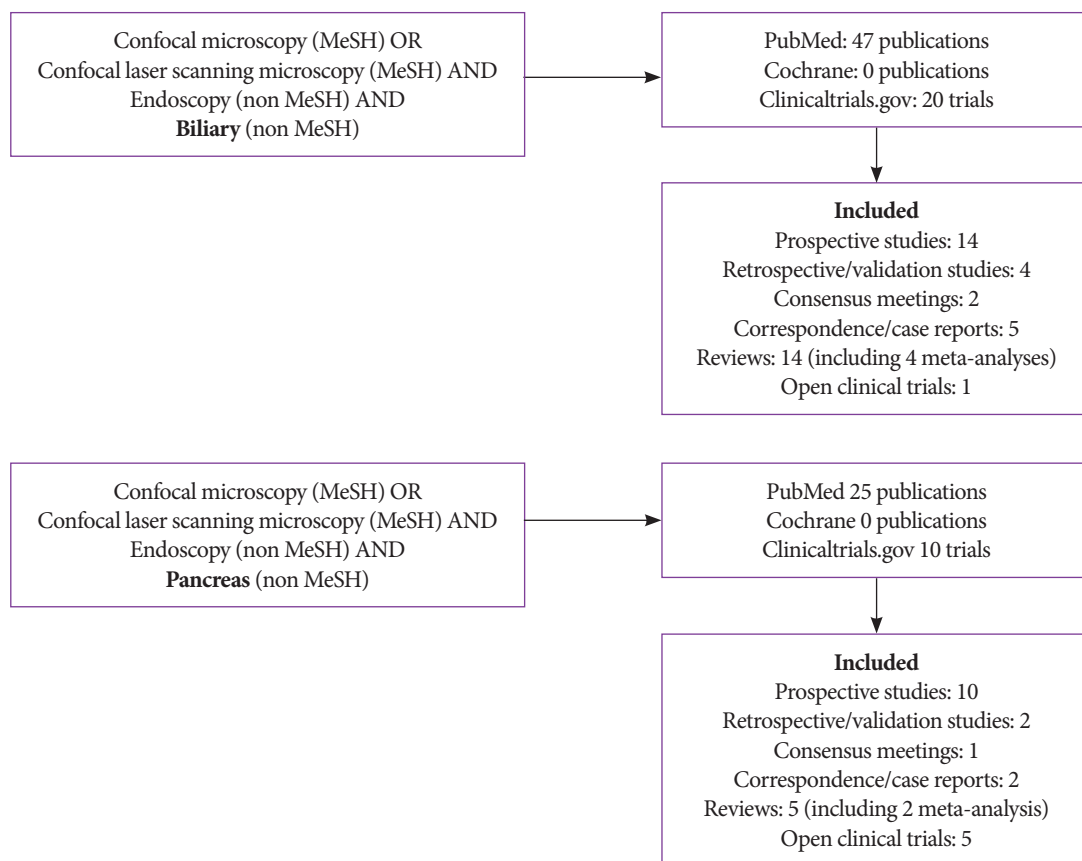 Confocal microscopy (MeSH) OR
Confocal laser scanning microscopy (MeSH) AND
Endoscopy (non MeSH) AND
Biliary (non MeSH)
PubMed: 47 publications
Cochrane: 0 publications
Clinicaltrials.gov: 20 trials
Included
Prospective studies: 14
Retrospective/validation studies: 4
Consensus meetings: 2
Correspondence/case reports: 5
Reviews: 14 (including 4 meta-analyses)
Open clinical trials: 1
Confocal microscopy (MeSH) OR
Confocal laser scanning microscopy (MeSH) AND
Endoscopy (non MeSH) AND
Pancreas (non MeSH)
PubMed 25 publications
Cochrane 0 publications
Clinicaltrials.gov 10 trials
Included
Prospective studies: 10
Retrospective/validation studies: 2
Consensus meetings: 1
Correspondence/case reports: 2
Reviews: 5 (including 2 meta-analysis)
Open clinical trials: 5